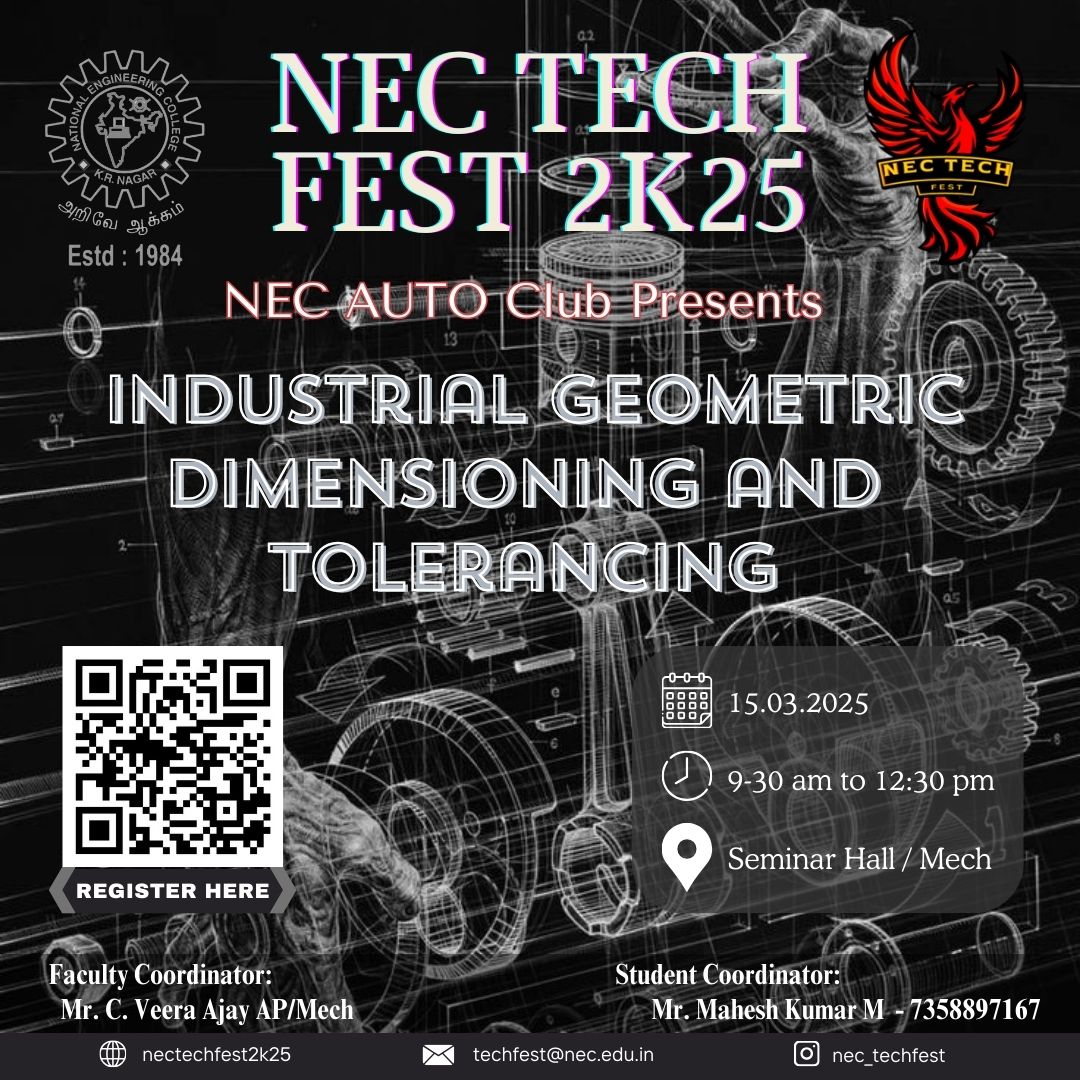 NATIONAL ENGINEERING COLLEGE
K.R. NAGAR
அறிவே ஆக்கம்
Estd : 1984
NEC TECH
FEST 2K25
NEC TECH
FEST
NEC AUTO Club Presents
INDUSTRIAL GEOMETRIC
DIMENSIONING AND
TOLERANCING
15.03.2025
9-30 am to 12:30 pm
Seminar Hall / Mech
REGISTER HERE
Faculty Coordinator:
Mr. C. Veera Ajay AP/Mech
Student Coordinator:
Mr. Mahesh Kumar M - 7358897167
nectechfest2k25
techfest@nec.edu.in
nec_techfest